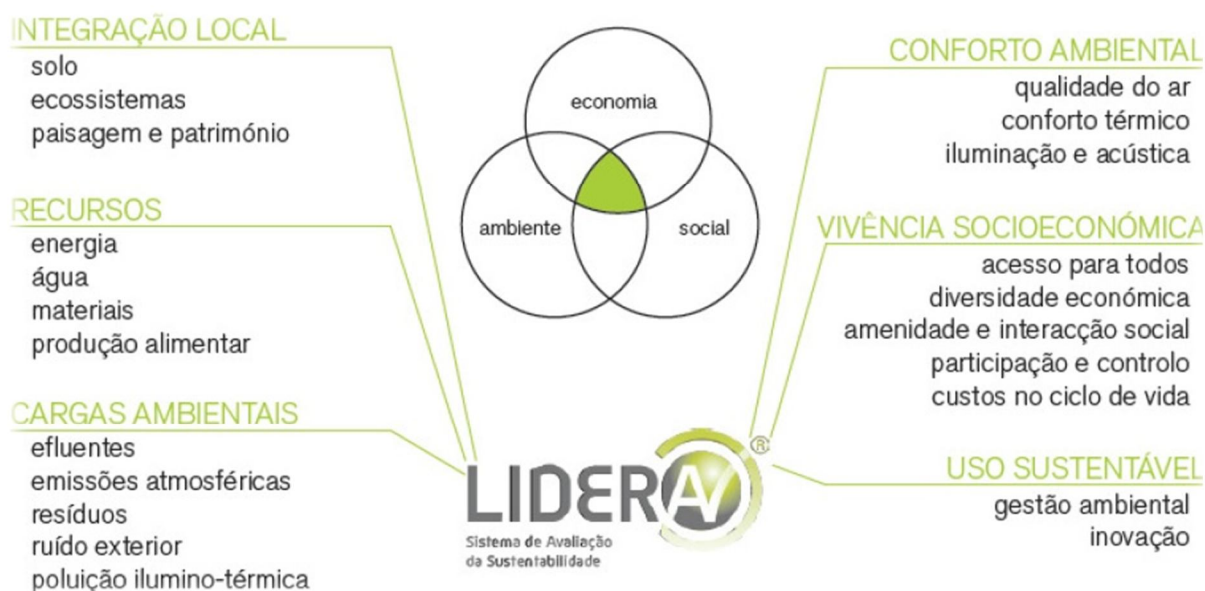 INTEGRAÇÃO LOCAL
solo
ecossistemas
paisagem e património
RECURSOS
energia
água
materiais
produção alimentar
CARGAS AMBIENTAIS
efluentes
emissões atmosféricas
resíduos
ruído exterior
poluição ilumino-térmica
economia
ambiente
social
LIDERA ®
Sistema de Avaliação
da Sustentabilidade
CONFORTO AMBIENTAL
qualidade do ar
conforto térmico
iluminação e acústica
VIVÊNCIA SOCIOECONÓMICA
acesso para todos
diversidade económica
amenidade e interacção social
participação e controlo
custos no ciclo de vida
USO SUSTENTÁVEL
gestão ambiental
inovação